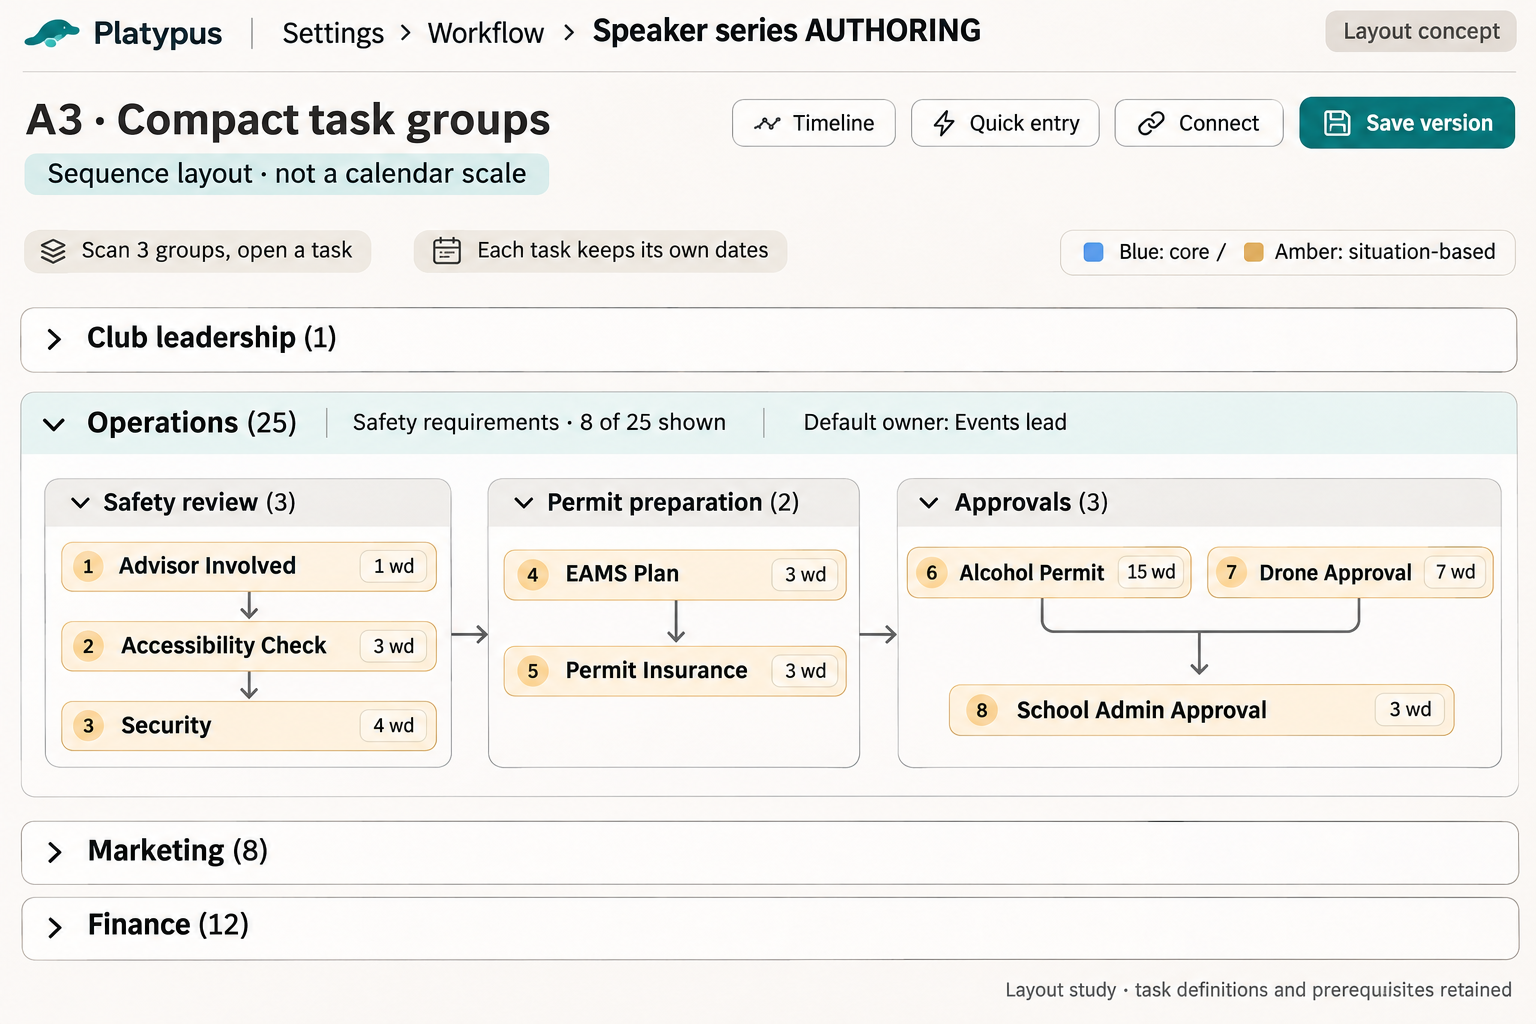 Platypus
Settings > Workflow > Speaker series AUTHORING
Layout concept
A3 · Compact task groups
Timeline
Quick entry
Connect
Save version
Sequence layout · not a calendar scale
Scan 3 groups, open a task
Each task keeps its own dates
Blue: core /
Amber: situation-based
Club leadership (1)
Operations (25)
Safety requirements · 8 of 25 shown
Default owner: Events lead
Safety review (3)
1 Advisor Involved 1 wd
2 Accessibility Check 3 wd
3 Security 4 wd
Permit preparation (2)
4 EAMS Plan 3 wd
5 Permit Insurance 3 wd
Approvals (3)
6 Alcohol Permit 15 wd
7 Drone Approval 7 wd
8 School Admin Approval 3 wd
Marketing (8)
Finance (12)
Layout study · task definitions and prerequisites retained